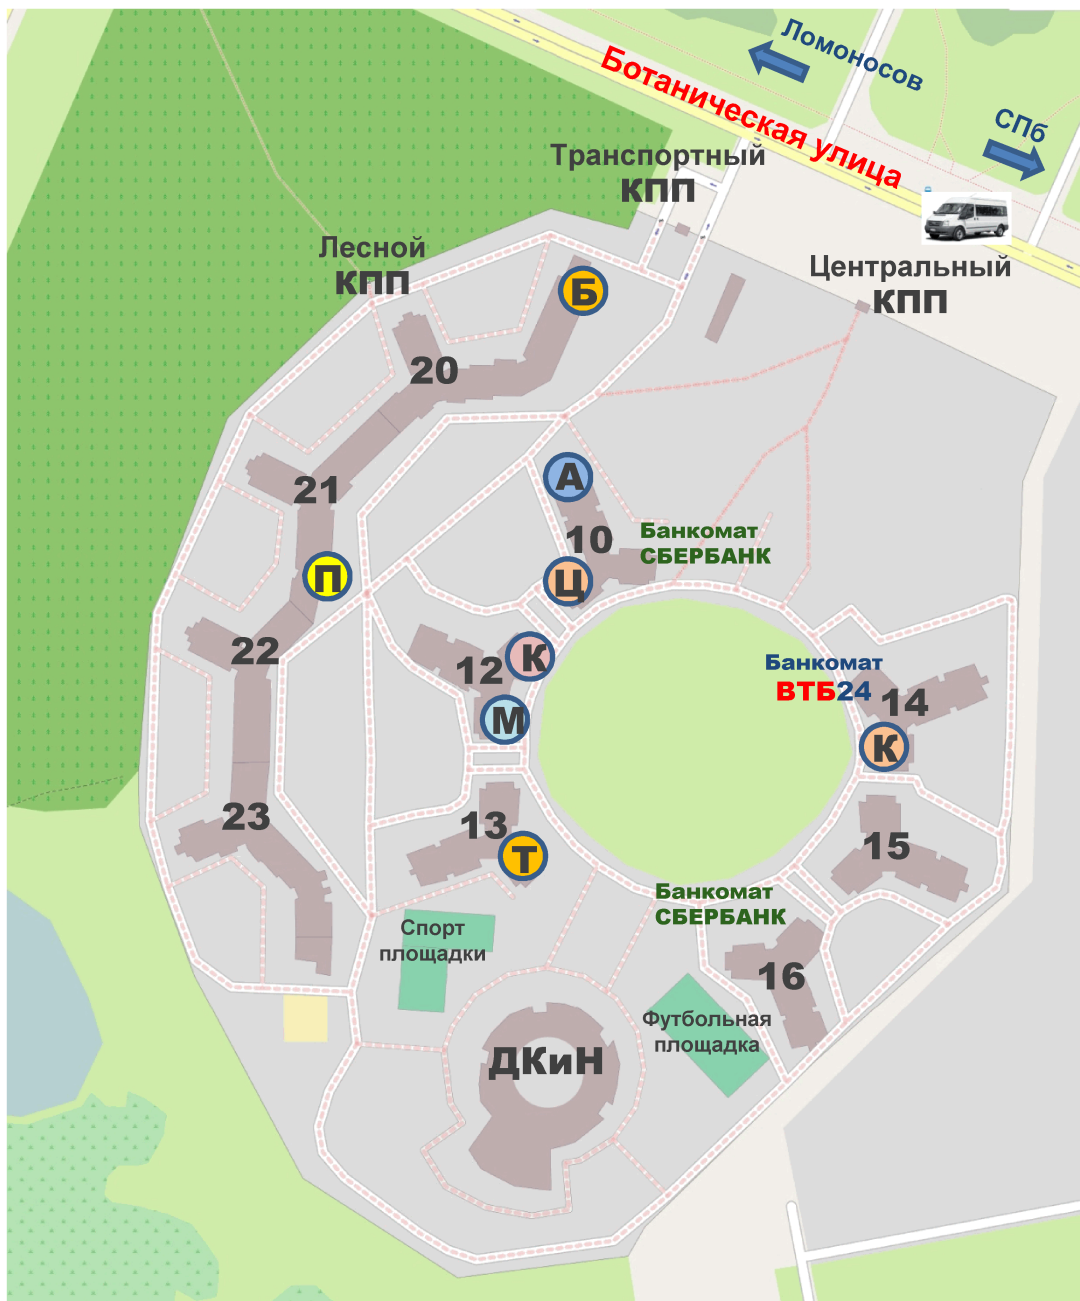 Ломоносов
Ботаническая улица
СПб
Транспортный
КПП
Лесной
КПП
Центральный
КПП
Б
20
А
21
10
Банкомат
СБЕРБАНК
П
Ц
22
12
К
М
Банкомат
ВТБ24
14
К
23
13
Т
15
Банкомат
СБЕРБАНК
Спорт
площадки
16
Футбольная
площадка
ДКиН